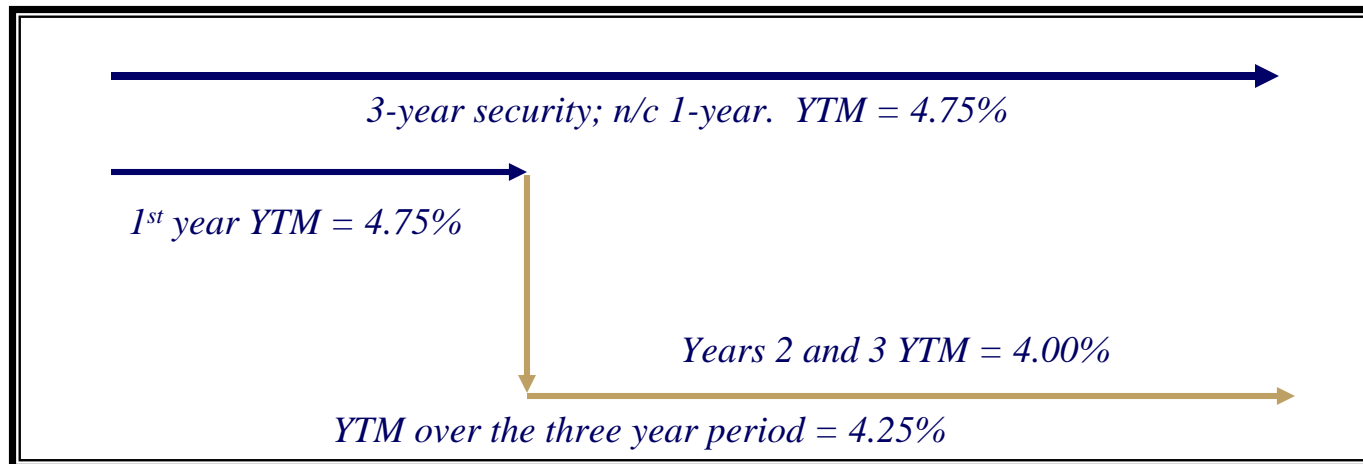 3-year security; n/c 1-year.  YTM = 4.75%
1st year YTM = 4.75%
Years 2 and 3 YTM = 4.00%
YTM over the three year period = 4.25%